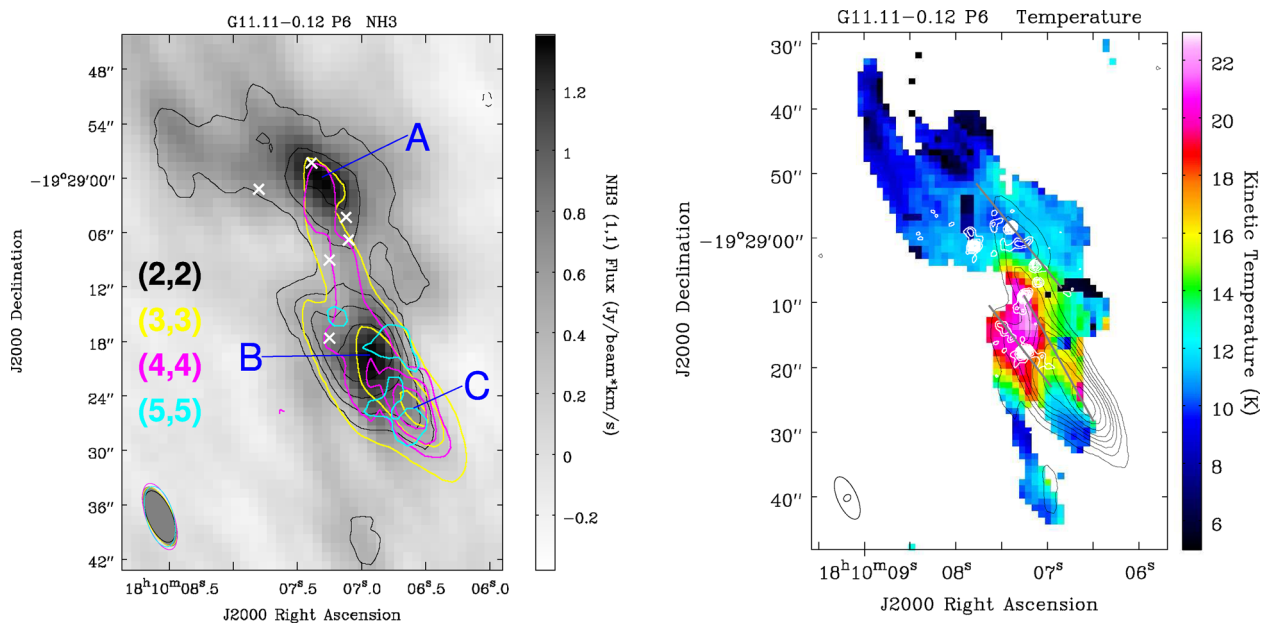 G11.11−0.12 P6 NH3
48″
54″
−19°29′00″
06″
12″
18″
24″
30″
36″
42″
J2000 Declination
A
B
C
(2,2)
(3,3)
(4,4)
(5,5)
18ʰ10ᵐ08ˢ.5
07ˢ.5
07ˢ.0
06ˢ.5
06ˢ.0
J2000 Right Ascension
1.2
1
0.8
0.6
0.4
0.2
0
−0.2
NH3 (1,1) Flux (Jy/beam*km/s)
G11.11−0.12 P6 Temperature
30″
40″
50″
−19°29′00″
10″
20″
30″
40″
J2000 Declination
18ʰ10ᵐ09ˢ
08ˢ
07ˢ
06ˢ
J2000 Right Ascension
22
20
18
16
14
12
10
8
6
Kinetic Temperature (K)